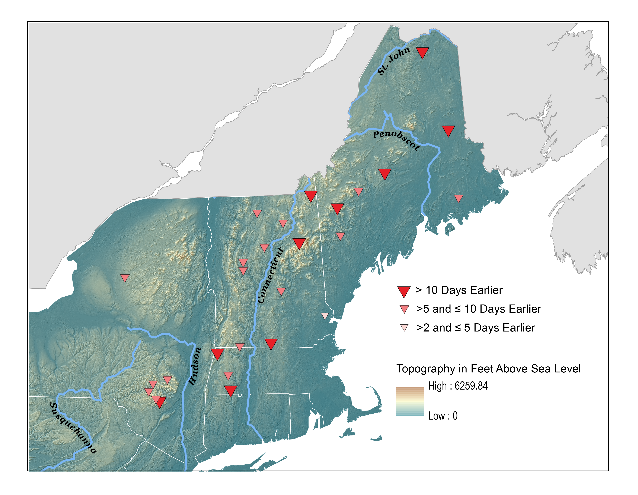 St. John
Penobscot
Connecticut
Hudson
Susquehanna
> 10 Days Earlier
>5 and ≤ 10 Days Earlier
>2 and ≤ 5 Days Earlier
Topography in Feet Above Sea Level
High : 6259.84
Low : 0